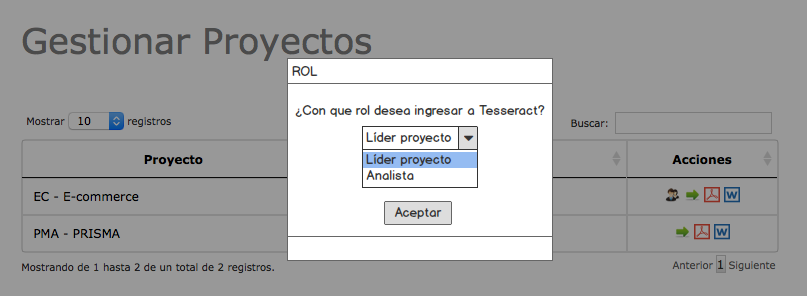 Gestionar Proyectos
ROL
¿Con que rol desea ingresar a Tesseract?
Líder proyecto
Líder proyecto
Analista
Aceptar
Mostrar 10 registros
Buscar:
Proyecto Acciones
EC - E-commerce W
PMA - PRISMA W
Mostrando de 1 hasta 2 de un total de 2 registros.
Anterior 1 Siguiente